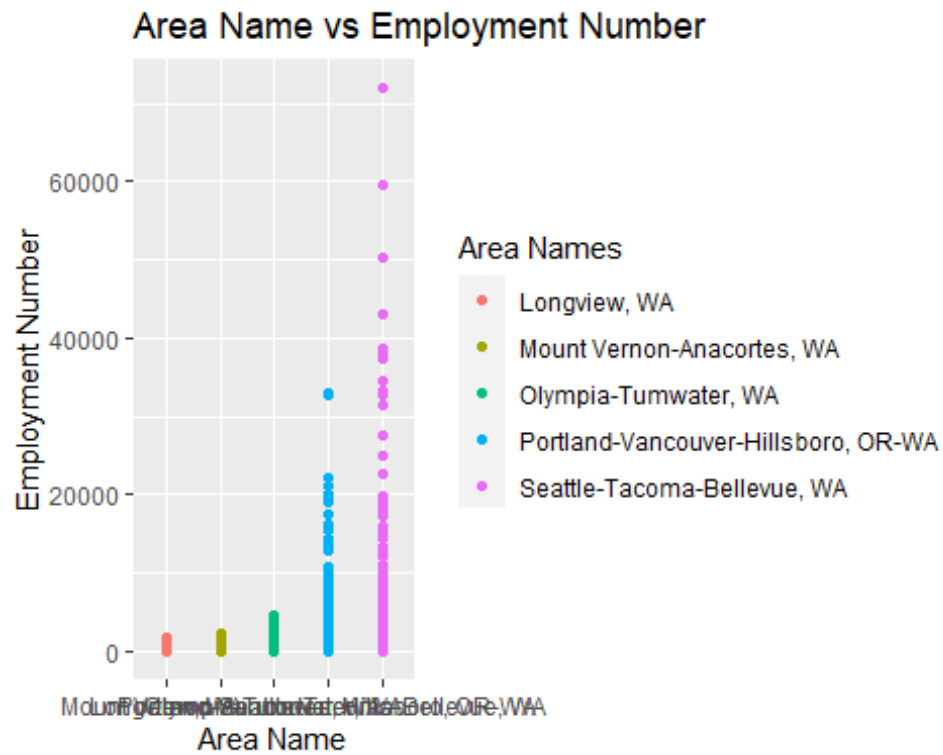 Area Name vs Employment Number
60000
40000
20000
0
Employment Number
Area Name
Area Names
Longview, WA
Mount Vernon-Anacortes, WA
Olympia-Tumwater, WA
Portland-Vancouver-Hillsboro, OR-WA
Seattle-Tacoma-Bellevue, WA